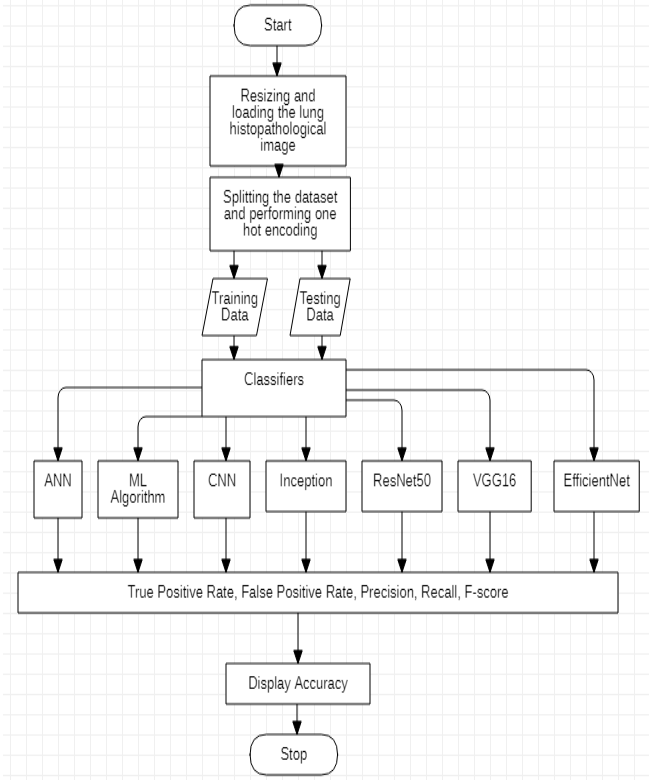 Start
Resizing and
loading the lung
histopathological
image
Splitting the dataset
and performing one
hot encoding
Training
Data
Testing
Data
Classifiers
ANN
ML
Algorithm
CNN
Inception
ResNet50
VGG16
EfficientNet
True Positive Rate, False Positive Rate, Precision, Recall, F-score
Display Accuracy
Stop